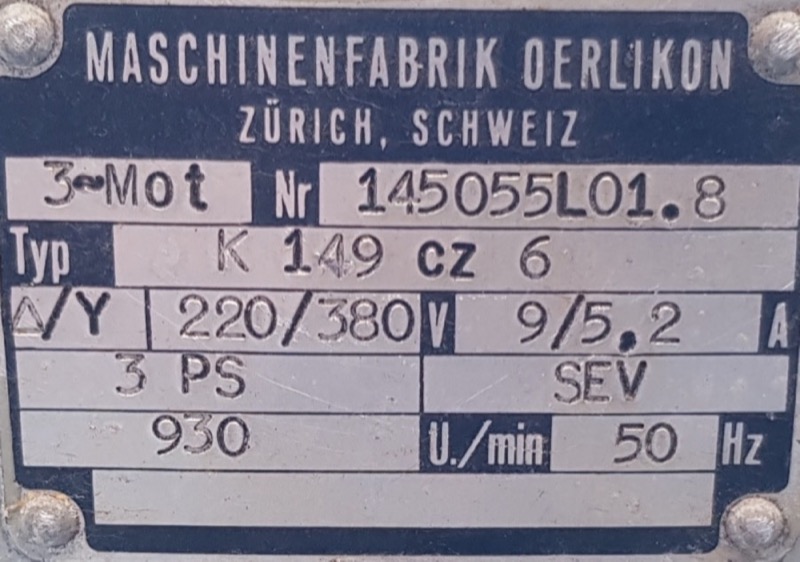 MASCHINENFABRIK OERLIKON
ZÜRICH, SCHWEIZ
3~Mot Nr 145055L01.8
Typ K 149 cz 6
Δ/Y 220/380 V 9/5,2 A
3 PS SEV
930 U./min 50 Hz